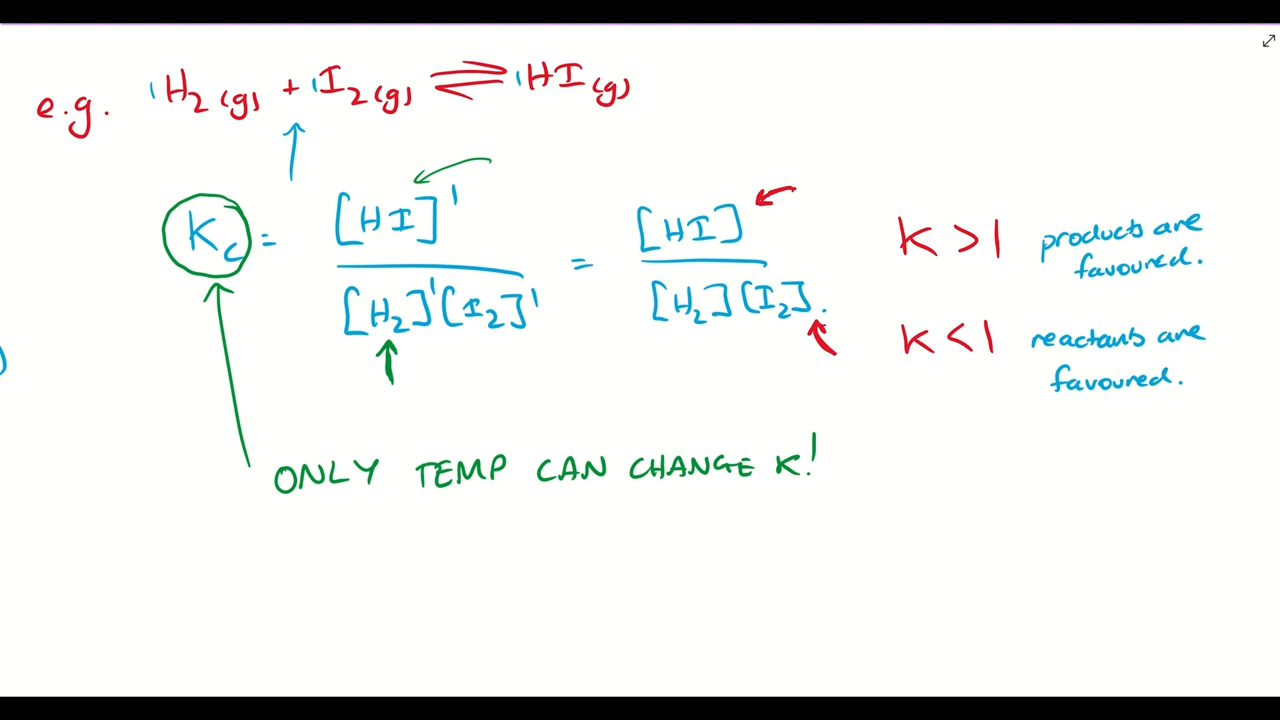 e.g. 1H₂(g) + 1I₂(g) ⇌ 1HI(g)
Kc = [HI]¹ / [H₂]¹[I₂]¹ = [HI] / [H₂][I₂].
K > 1 products are
favoured.
K < 1 reactants are
favoured.
ONLY TEMP CAN CHANGE K!